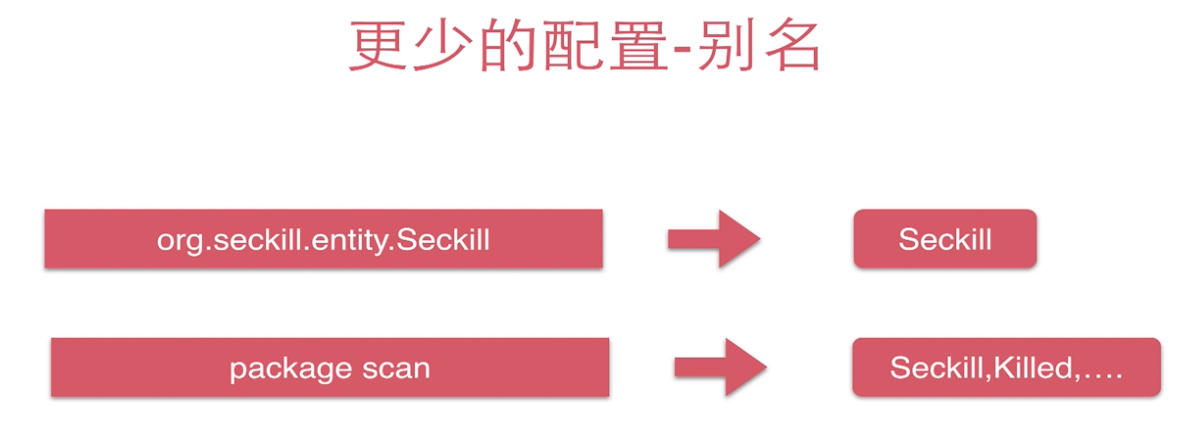 更少的配置-别名
org.seckill.entity.Seckill
Seckill
package scan
Seckill,Killed,....